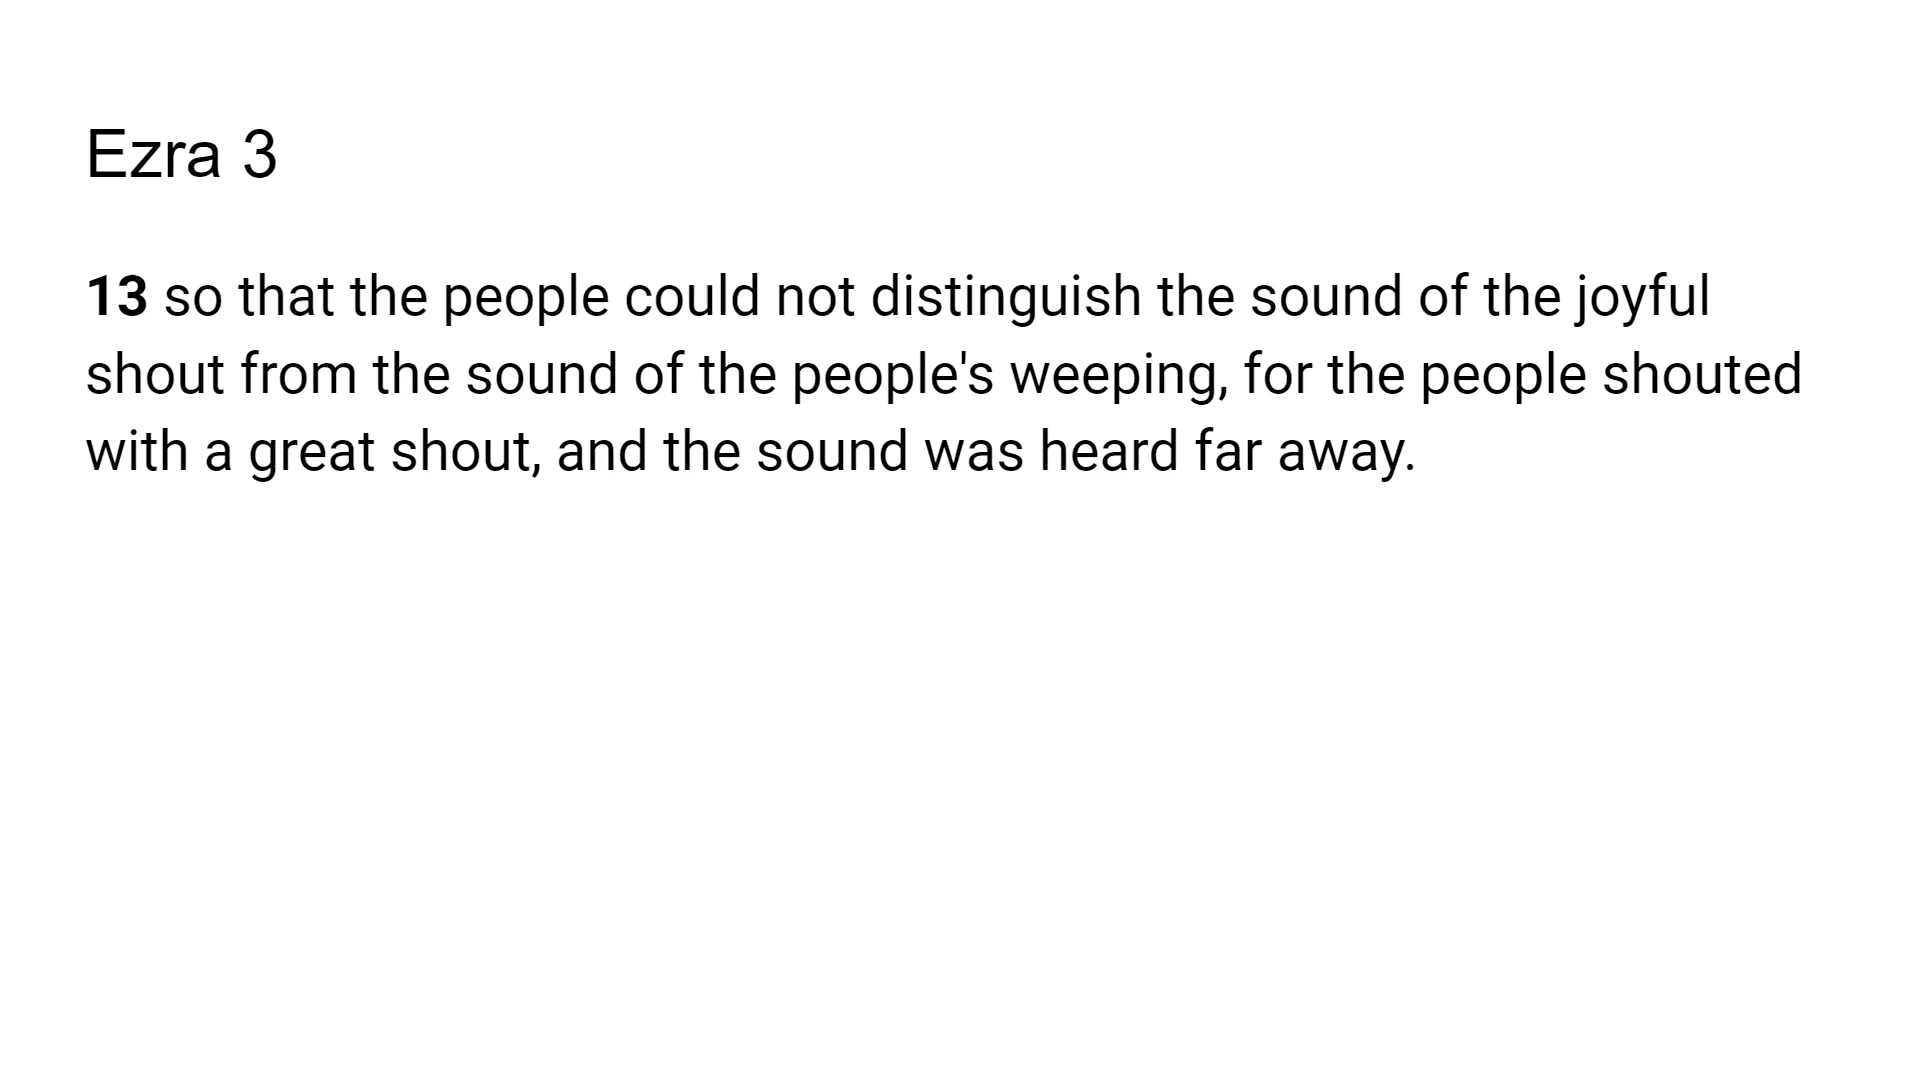 Ezra 3
13 so that the people could not distinguish the sound of the joyful
shout from the sound of the people's weeping, for the people shouted
with a great shout, and the sound was heard far away.